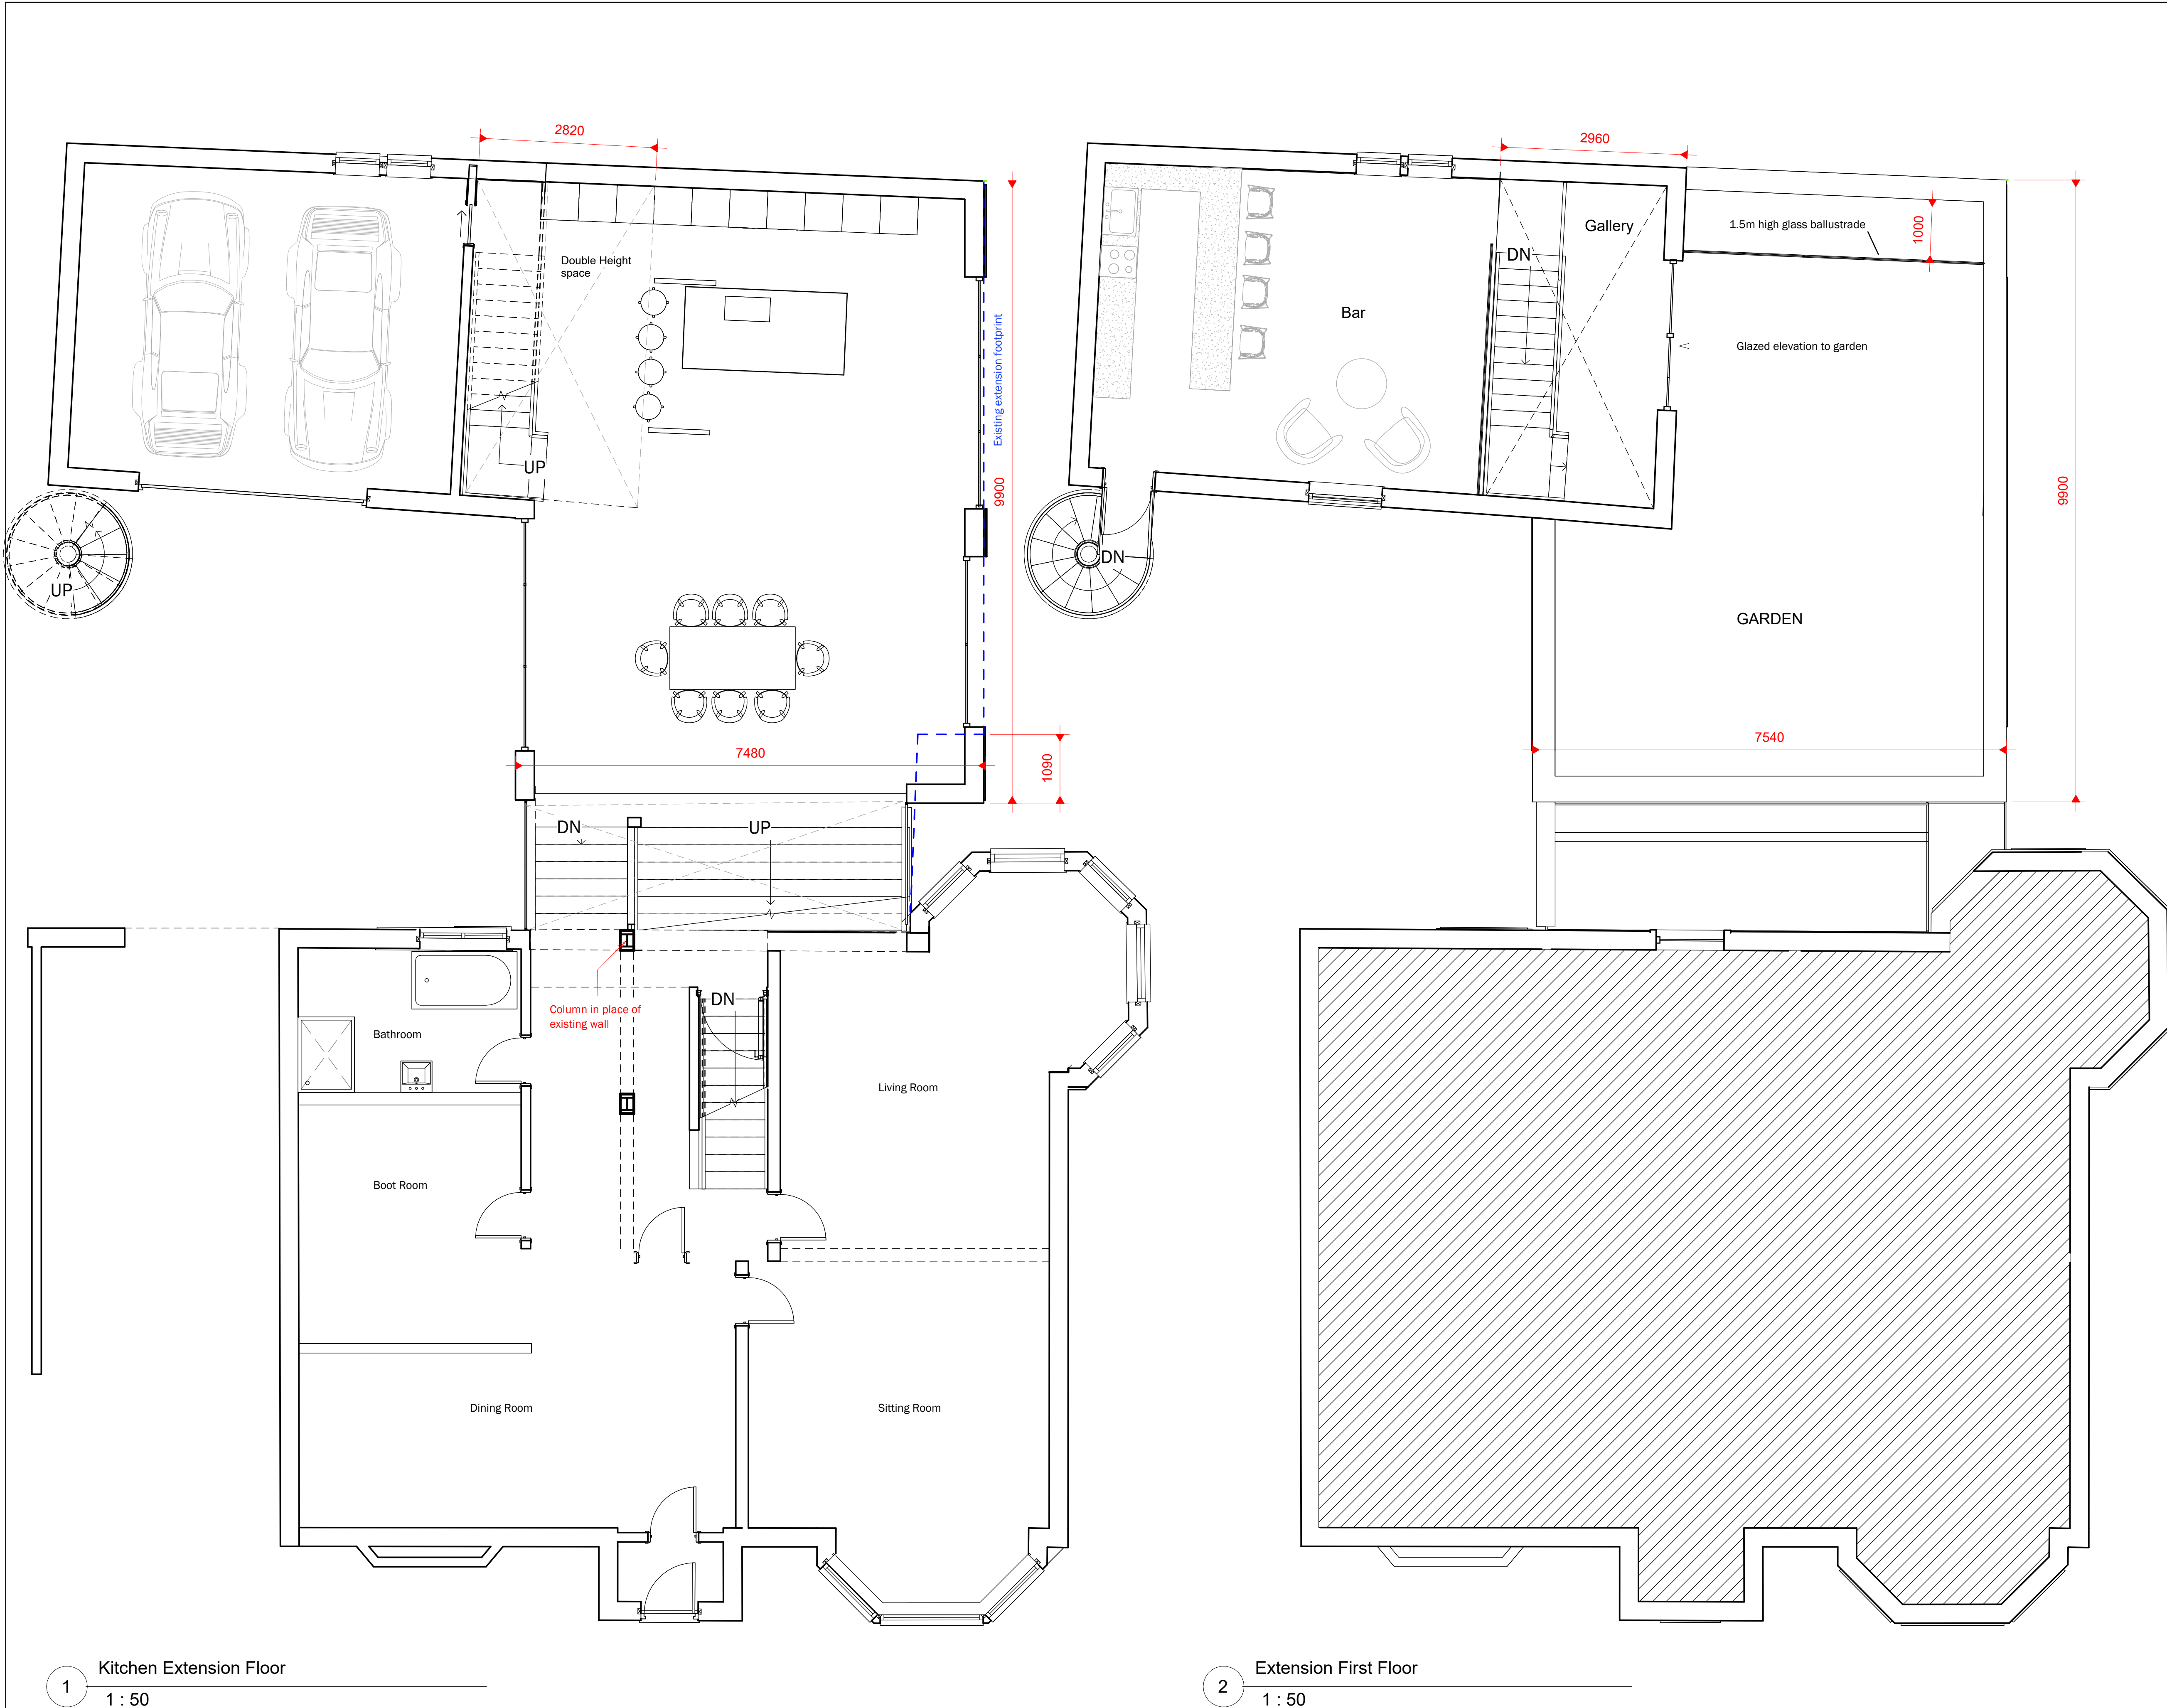 2820
Double Height
space
UP
Existing extension footprint
9900
UP
7480
1090
DN
UP
Column in place of
existing wall
DN
Bathroom
Living Room
Boot Room
Dining Room
Sitting Room
1
Kitchen Extension Floor
1 : 50
2960
Gallery
1.5m high glass ballustrade
1000
DN
Bar
Glazed elevation to garden
9900
DN
GARDEN
7540
2
Extension First Floor
1 : 50